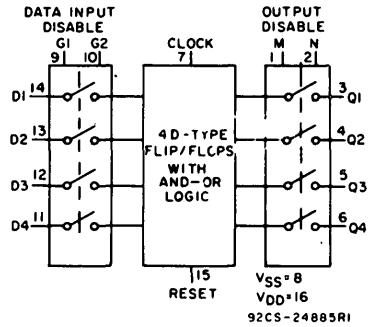 DATA INPUT
DISABLE
G1 G2
9 10
CLOCK
7
OUTPUT
DISABLE
M N
1 2
D1 14
D2 13
D3 12
D4 11
4 D-TYPE
FLIP/FLCPS
WITH
AND-OR
LOGIC
3 Q1
4 Q2
5 Q3
6 Q4
15
RESET
VSS=8
VDD=16
92CS-24885R1